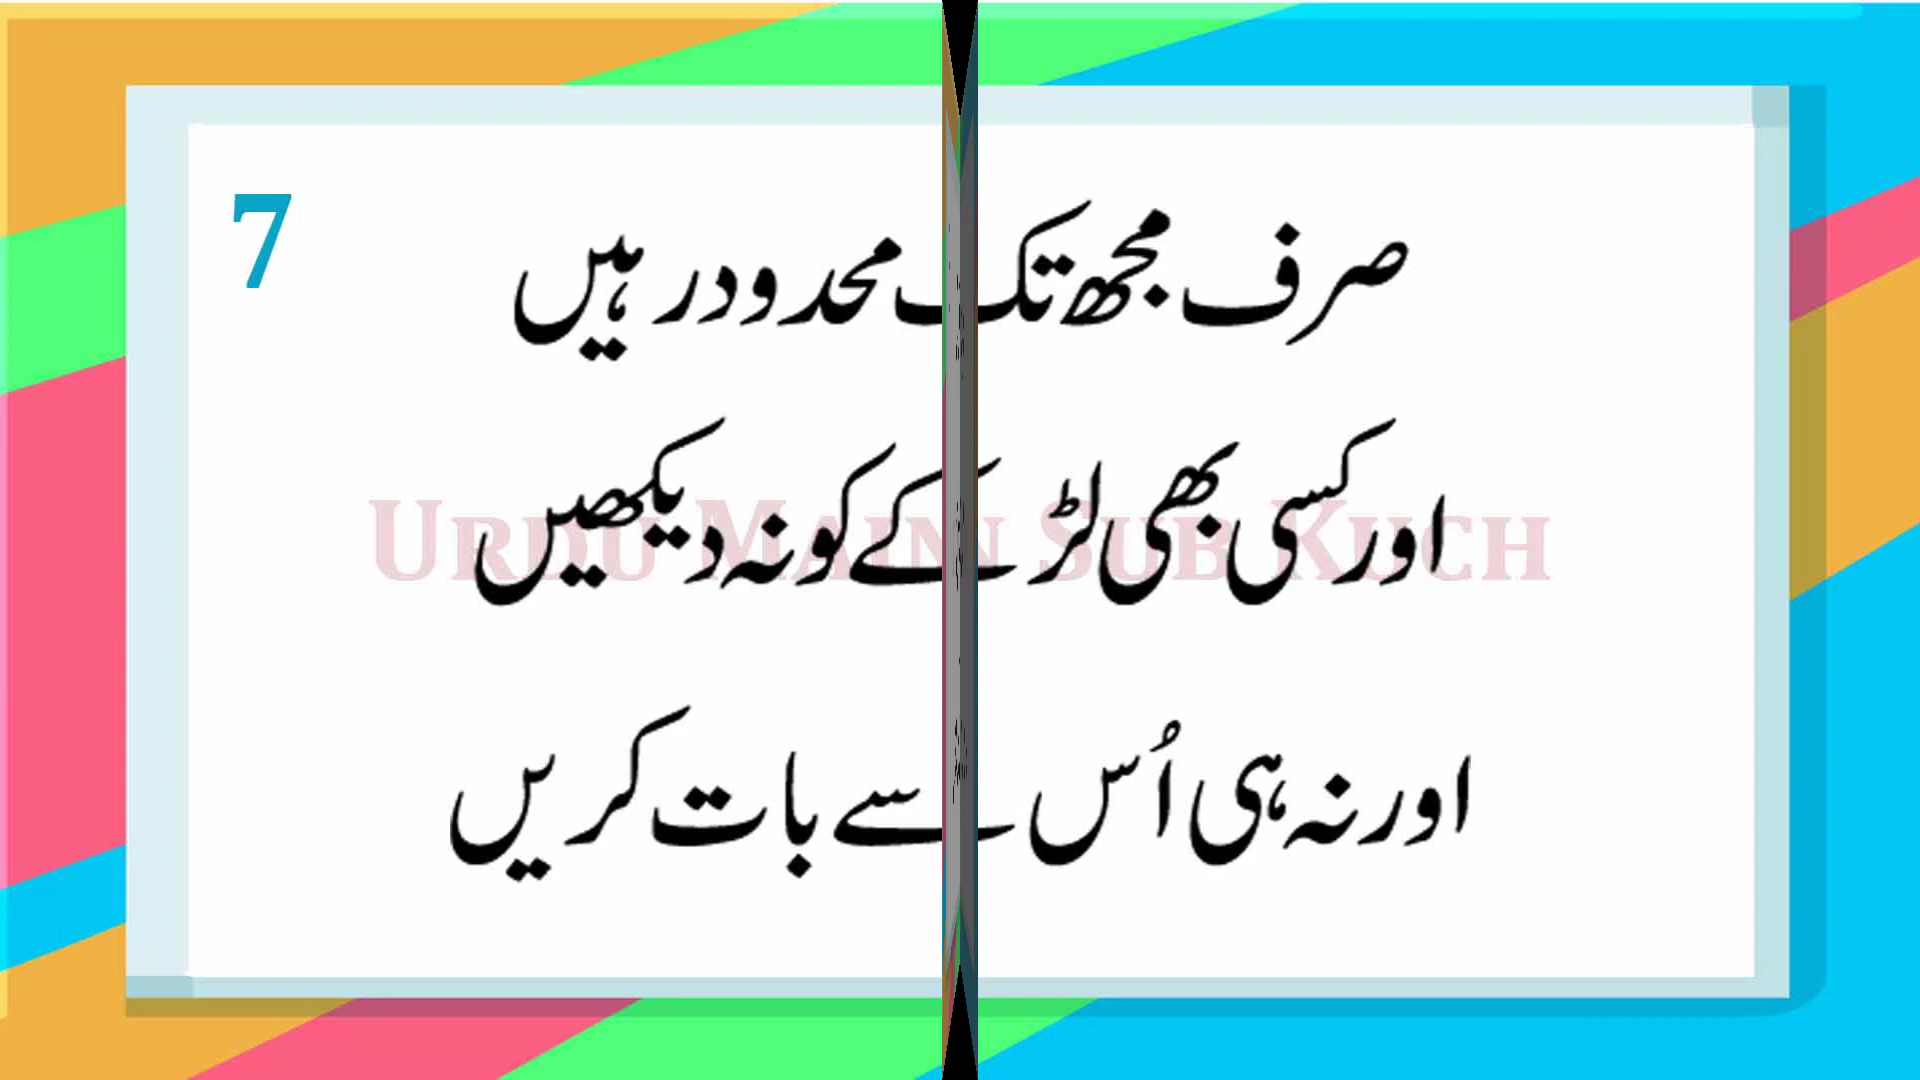 7
صرف مجھ تک محدود رہیں
اور کسی بھی لڑکے کو نہ دیکھیں
Urdu Mainn Sub Kuch
اور نہ ہی اُس سے بات کریں